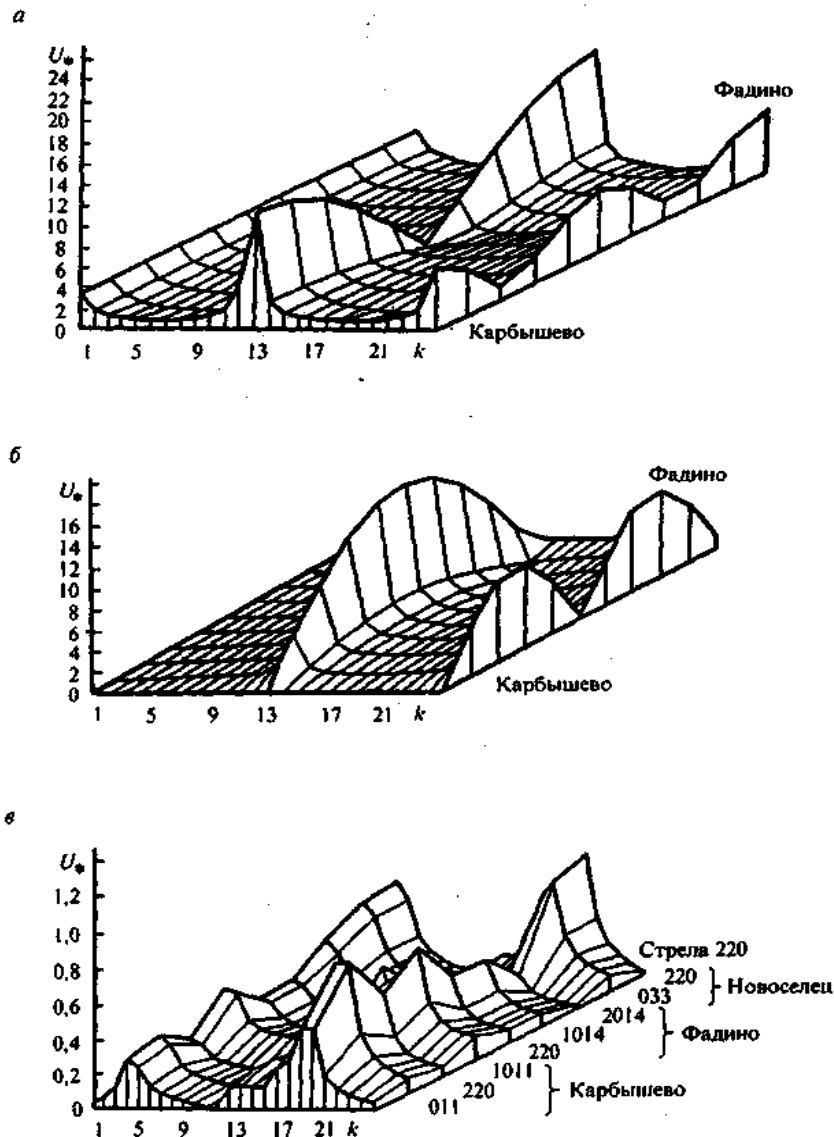 а
U*
24
22
20
18
16
14
12
10
8
6
4
2
0
1 5 9 13 17 21 k
Фадино
Карбышево
б
U*
16
14
12
10
8
6
4
2
0
1 5 9 13 17 21 k
Фадино
Карбышево
в
U*
1,2
1,0
0,8
0,6
0,4
0,2
0
1 5 9 13 17 21 k
Стрела 220
220
033
Новоселец
2014
1014
Фадино
220
1011
220
011
Карбышево